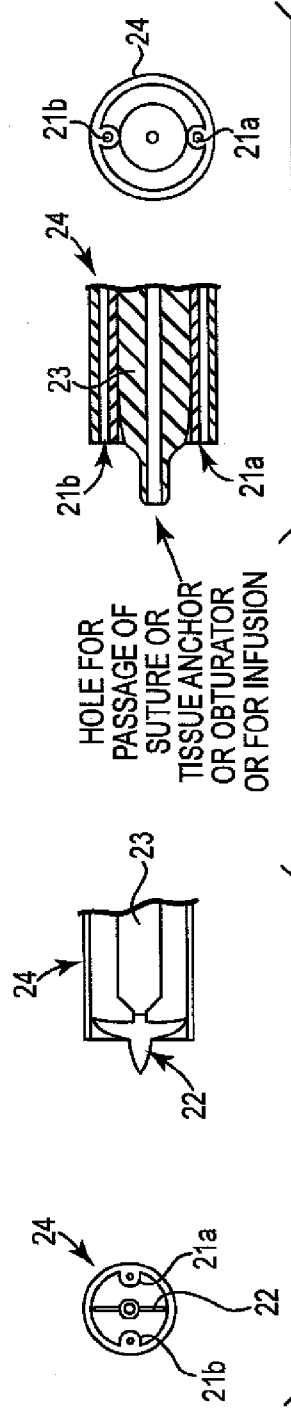 24
21a
22
21b
24
23
22
HOLE FOR
PASSAGE OF
SUTURE OR
TISSUE ANCHOR
OR OBTURATOR
OR FOR INFUSION
21b
23
24
21a
21b
24
21a